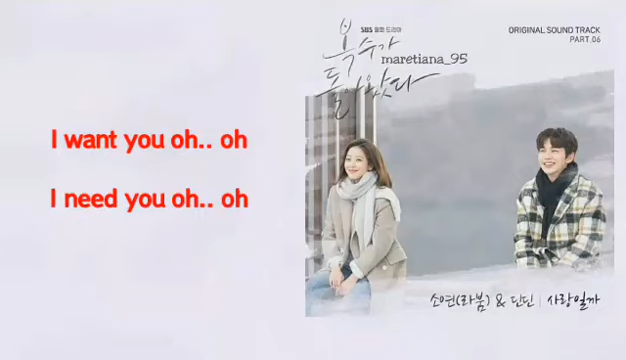 SBS 월화 드라마
복수가
돌아왔다
maretiana_95
ORIGINAL SOUND TRACK
PART.06
I want you oh.. oh
I need you oh.. oh
소연(라붐) & 딘딘 | 사랑일까